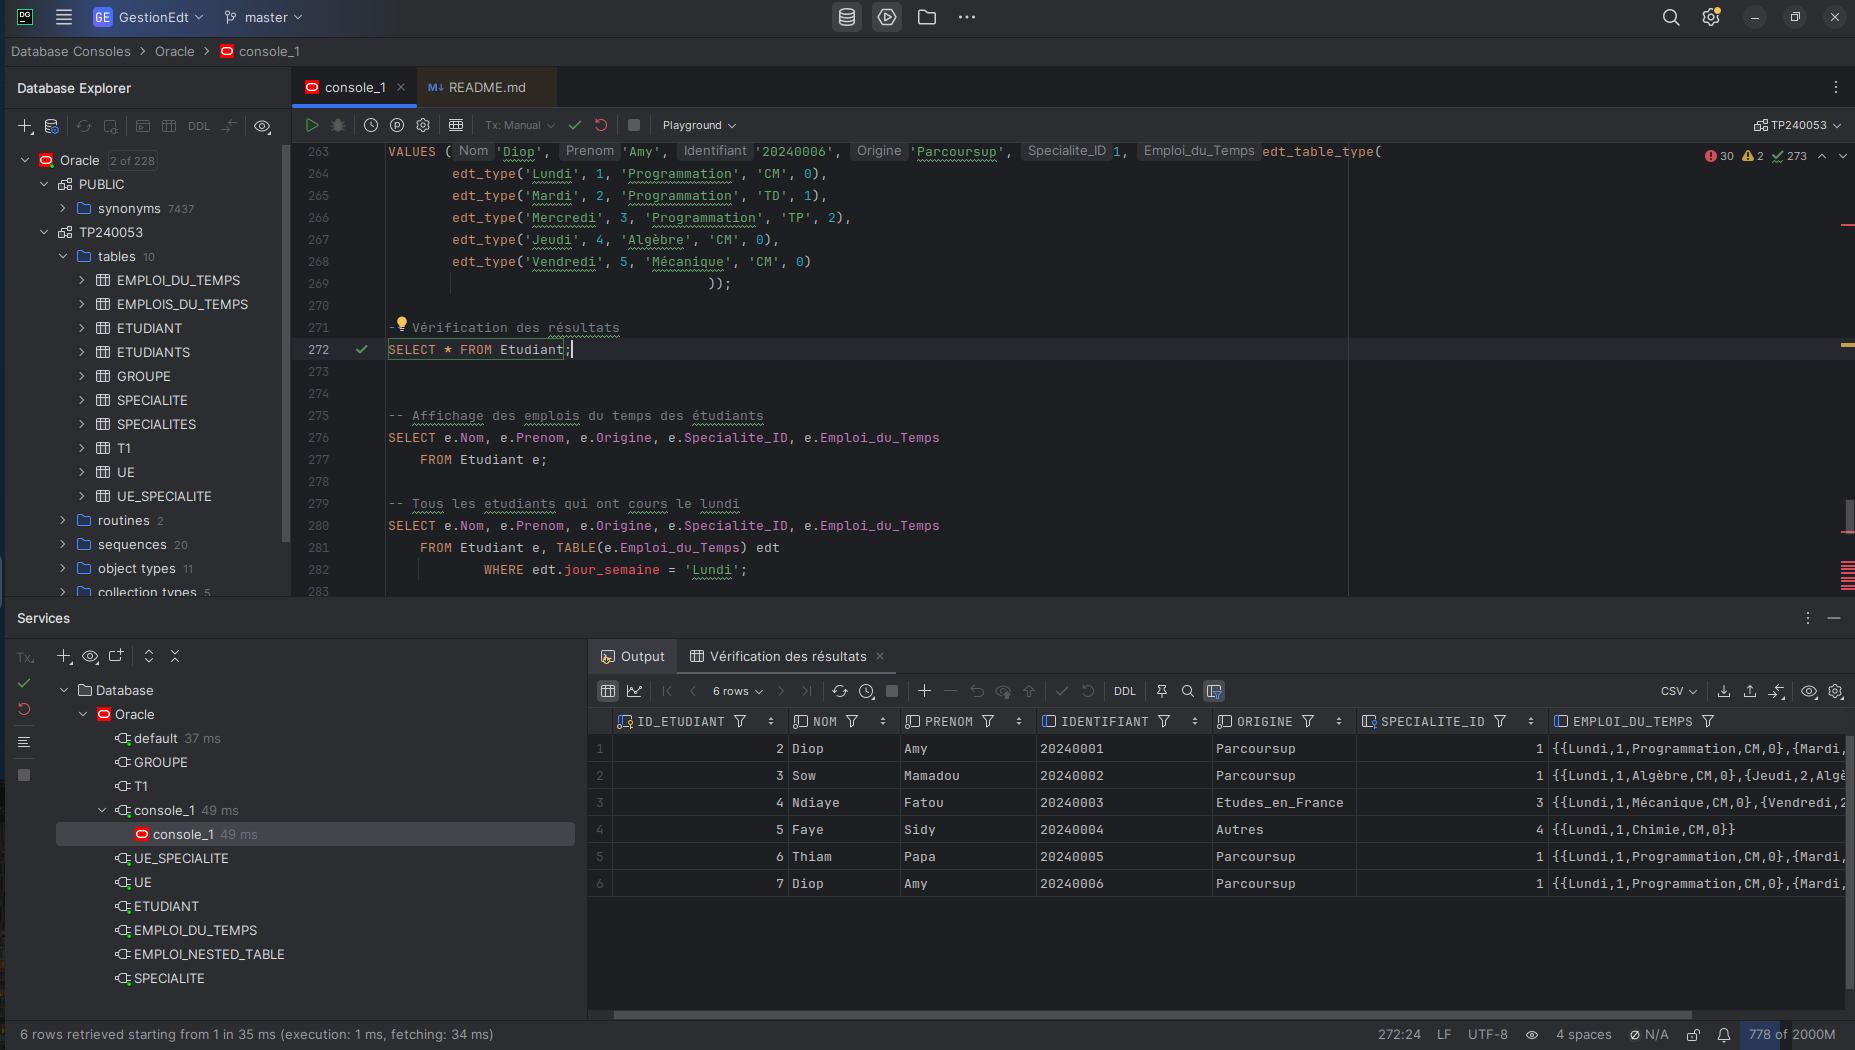 GE GestionEdt master
Database Consoles > Oracle > console_1
Database Explorer
console_1
README.md
DDL
Tx: Manual
Playground
TP240053
Oracle 2 of 228
PUBLIC
synonyms 7437
TP240053
tables 10
EMPLOI_DU_TEMPS
EMPLOIS_DU_TEMPS
ETUDIANT
ETUDIANTS
GROUPE
SPECIALITE
SPECIALITES
T1
UE
UE_SPECIALITE
routines 2
sequences 20
object types 11
collection types 5
30 2 273
263 VALUES ( Nom 'Diop', Prenom 'Amy', Identifiant '20240006', Origine 'Parcoursup', Specialite_ID 1, Emploi_du_Temps edt_table_type(
264 edt_type('Lundi', 1, 'Programmation', 'CM', 0),
265 edt_type('Mardi', 2, 'Programmation', 'TD', 1),
266 edt_type('Mercredi', 3, 'Programmation', 'TP', 2),
267 edt_type('Jeudi', 4, 'Algèbre', 'CM', 0),
268 edt_type('Vendredi', 5, 'Mécanique', 'CM', 0)
269 ));
270
271 - Vérification des résultats
272 SELECT * FROM Etudiant;
273
274
275 -- Affichage des emplois du temps des étudiants
276 SELECT e.Nom, e.Prenom, e.Origine, e.Specialite_ID, e.Emploi_du_Temps
277 FROM Etudiant e;
278
279 -- Tous les etudiants qui ont cours le lundi
280 SELECT e.Nom, e.Prenom, e.Origine, e.Specialite_ID, e.Emploi_du_Temps
281 FROM Etudiant e, TABLE(e.Emploi_du_Temps) edt
282 WHERE edt.jour_semaine = 'Lundi';
283
Services
Tx
Database
Oracle
default 37 ms
GROUPE
T1
console_1 49 ms
console_1 49 ms
UE_SPECIALITE
UE
ETUDIANT
EMPLOI_DU_TEMPS
EMPLOI_NESTED_TABLE
SPECIALITE
Output Vérification des résultats
6 rows DDL CSV
ID_ETUDIANT NOM PRENOM IDENTIFIANT ORIGINE SPECIALITE_ID EMPLOI_DU_TEMPS
1 2 Diop Amy 20240001 Parcoursup 1 {{Lundi,1,Programmation,CM,0},{Mardi,
2 3 Sow Mamadou 20240002 Parcoursup 1 {{Lundi,1,Algèbre,CM,0},{Jeudi,2,Algè
3 4 Ndiaye Fatou 20240003 Etudes_en_France 3 {{Lundi,1,Mécanique,CM,0},{Vendredi,2
4 5 Faye Sidy 20240004 Autres 4 {{Lundi,1,Chimie,CM,0}}
5 6 Thiam Papa 20240005 Parcoursup 1 {{Lundi,1,Programmation,CM,0},{Mardi,
6 7 Diop Amy 20240006 Parcoursup 1 {{Lundi,1,Programmation,CM,0},{Mardi,
6 rows retrieved starting from 1 in 35 ms (execution: 1 ms, fetching: 34 ms)
272:24 LF UTF-8 4 spaces N/A 778 of 2000M